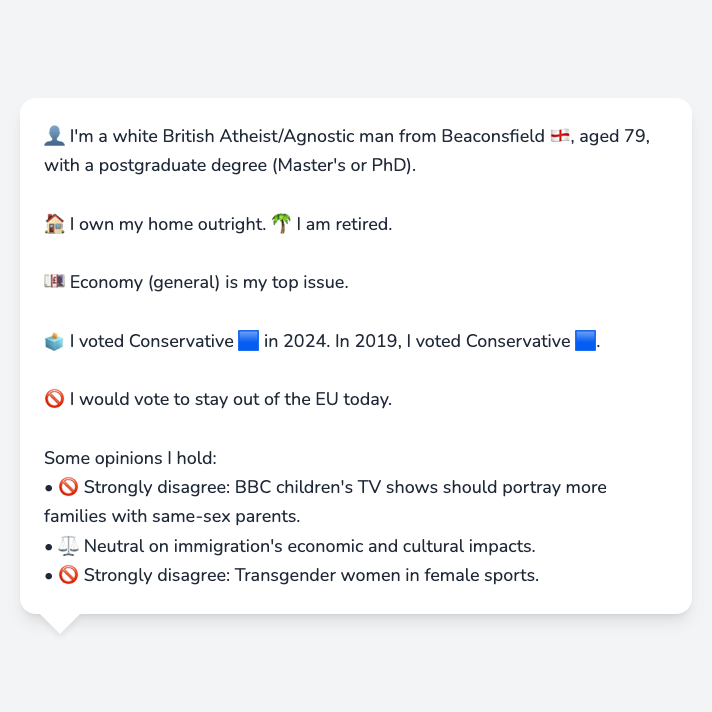 👤 I'm a white British Atheist/Agnostic man from Beaconsfield 🏴󠁧󠁢󠁥󠁮󠁧󠁿, aged 79,
with a postgraduate degree (Master's or PhD).
🏠 I own my home outright. 🌴 I am retired.
💷 Economy (general) is my top issue.
🗳️ I voted Conservative 🟦 in 2024. In 2019, I voted Conservative 🟦.
🚫 I would vote to stay out of the EU today.
Some opinions I hold:
• 🚫 Strongly disagree: BBC children's TV shows should portray more
families with same-sex parents.
• ⚖️ Neutral on immigration's economic and cultural impacts.
• 🚫 Strongly disagree: Transgender women in female sports.